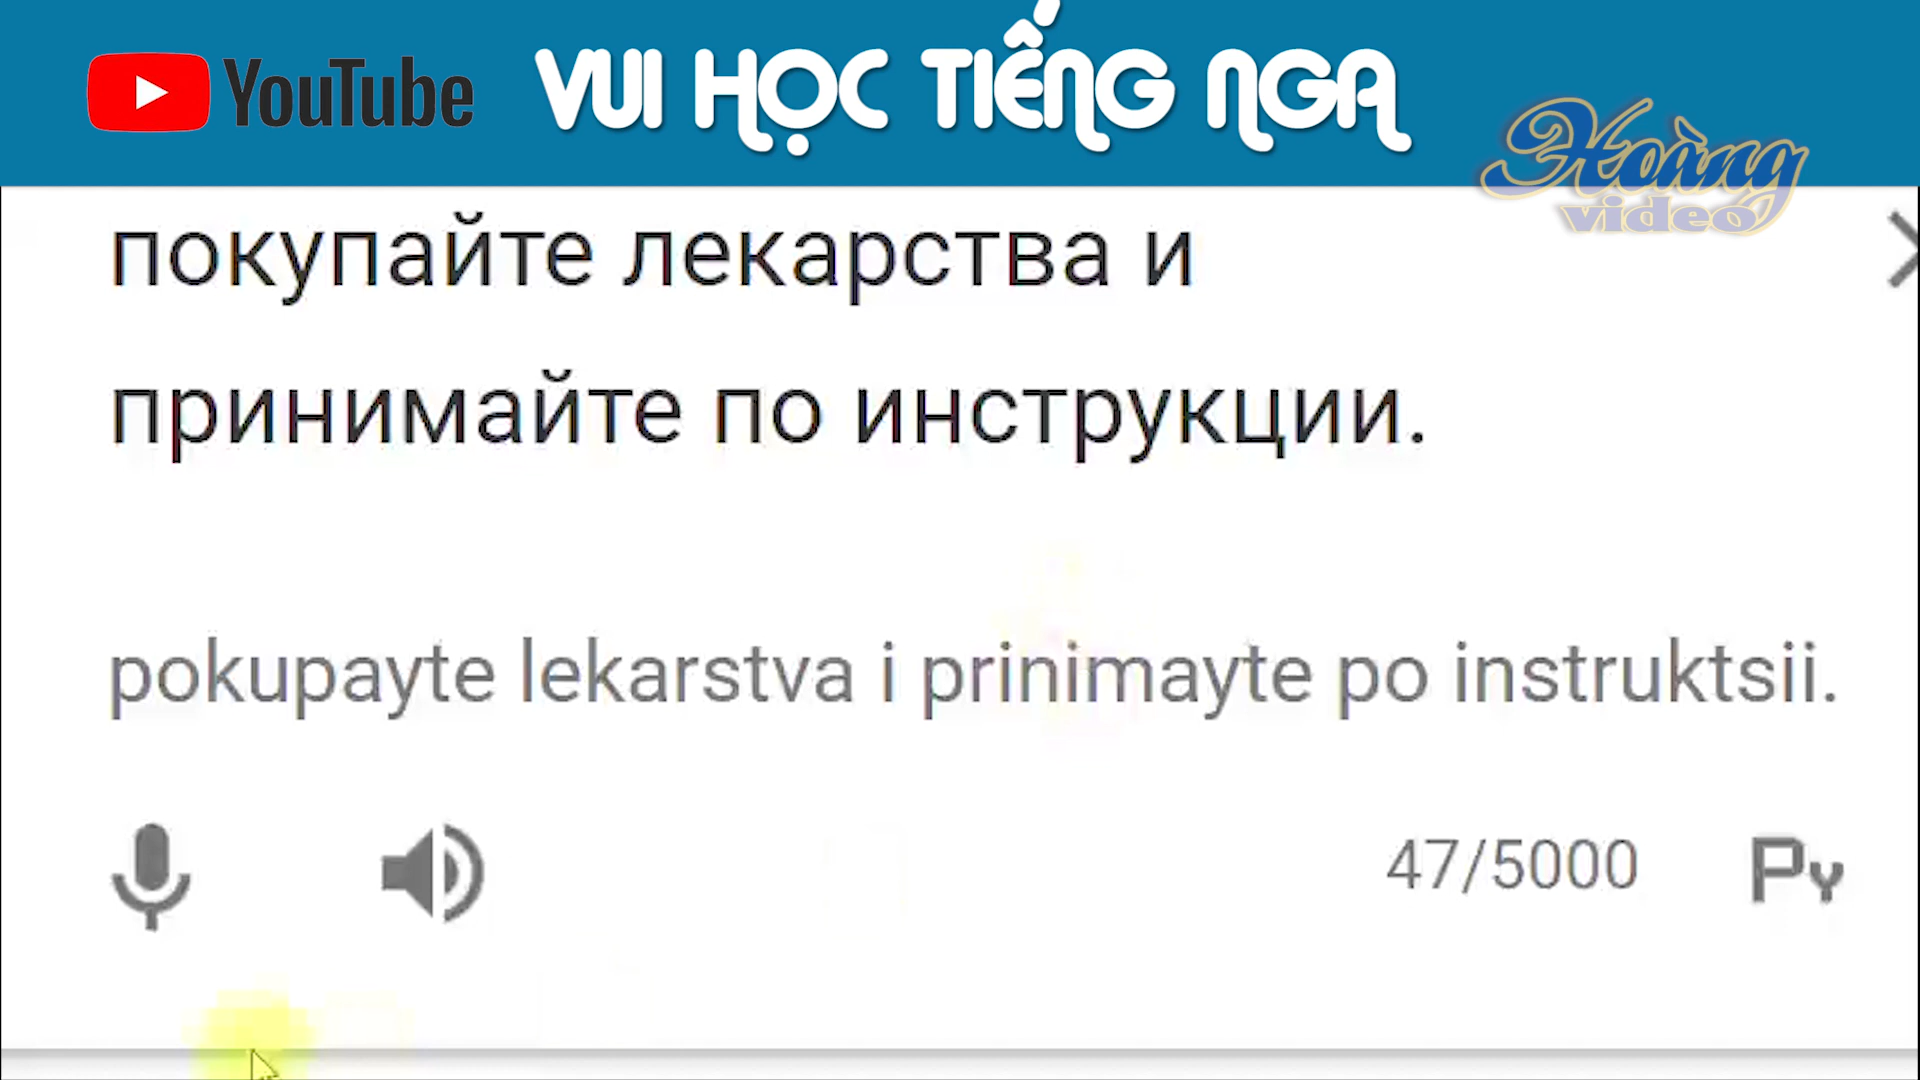 YouTube VUI HỌC TIẾNG NGA
Hoàng
video
покупайте лекарства и
принимайте по инструкции.
pokupayte lekarstva i prinimayte po instruktsii.
47/5000 Ру